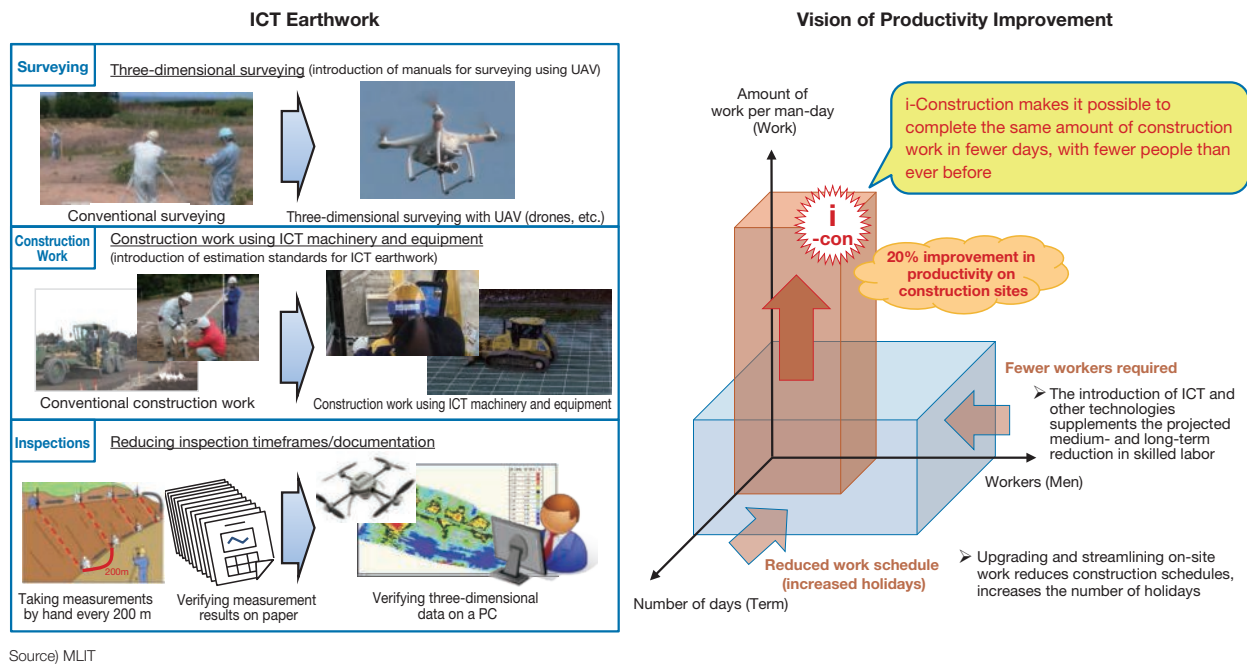 ICT Earthwork
Surveying
Three-dimensional surveying (introduction of manuals for surveying using UAV)
Conventional surveying
Three-dimensional surveying with UAV (drones, etc.)
Construction
Work
Construction work using ICT machinery and equipment
(introduction of estimation standards for ICT earthwork)
Conventional construction work
Construction work using ICT machinery and equipment
Inspections
Reducing inspection timeframes/documentation
200m
Taking measurements
by hand every 200 m
Verifying measurement
results on paper
Verifying three-dimensional
data on a PC
Source) MLIT
Vision of Productivity Improvement
Amount of
work per man-day
(Work)
i-Construction makes it possible to
complete the same amount of construction
work in fewer days, with fewer people than
ever before
i
-con
20% improvement in
productivity on
construction sites
Fewer workers required
➢ The introduction of ICT and
other technologies
supplements the projected
medium- and long-term
reduction in skilled labor
Workers (Men)
Reduced work schedule
(increased holidays)
Number of days (Term)
➢ Upgrading and streamlining on-site
work reduces construction schedules,
increases the number of holidays